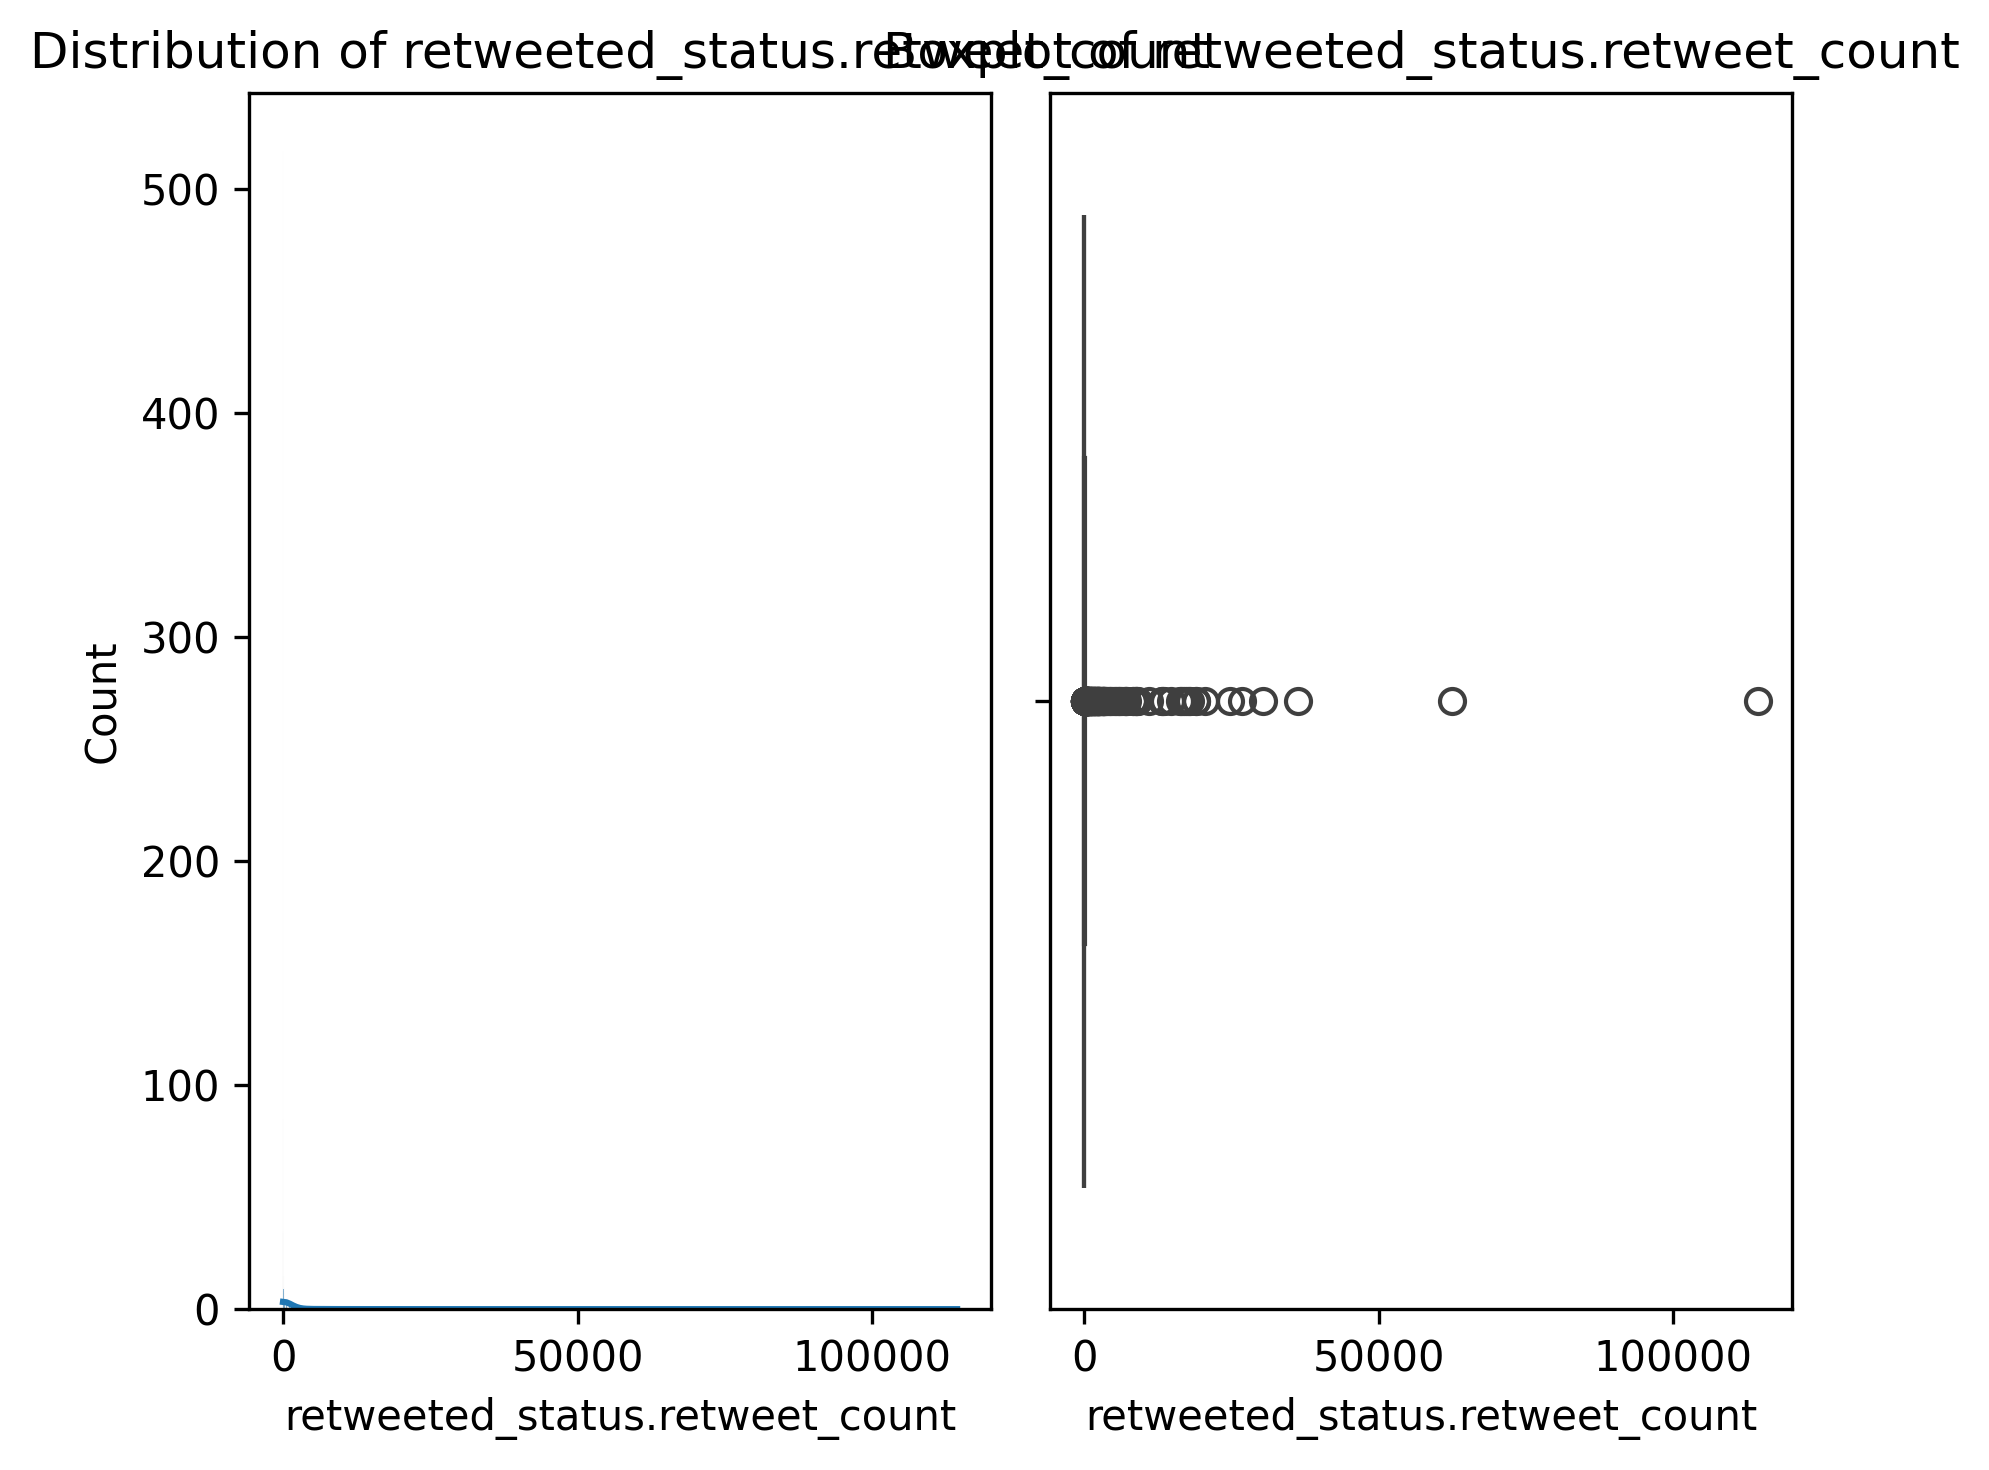 Distribution of retweeted_status.retweet_count
Boxplot of retweeted_status.retweet_count
Count
500
400
300
200
100
0
0 50000 100000
retweeted_status.retweet_count
0 50000 100000
retweeted_status.retweet_count